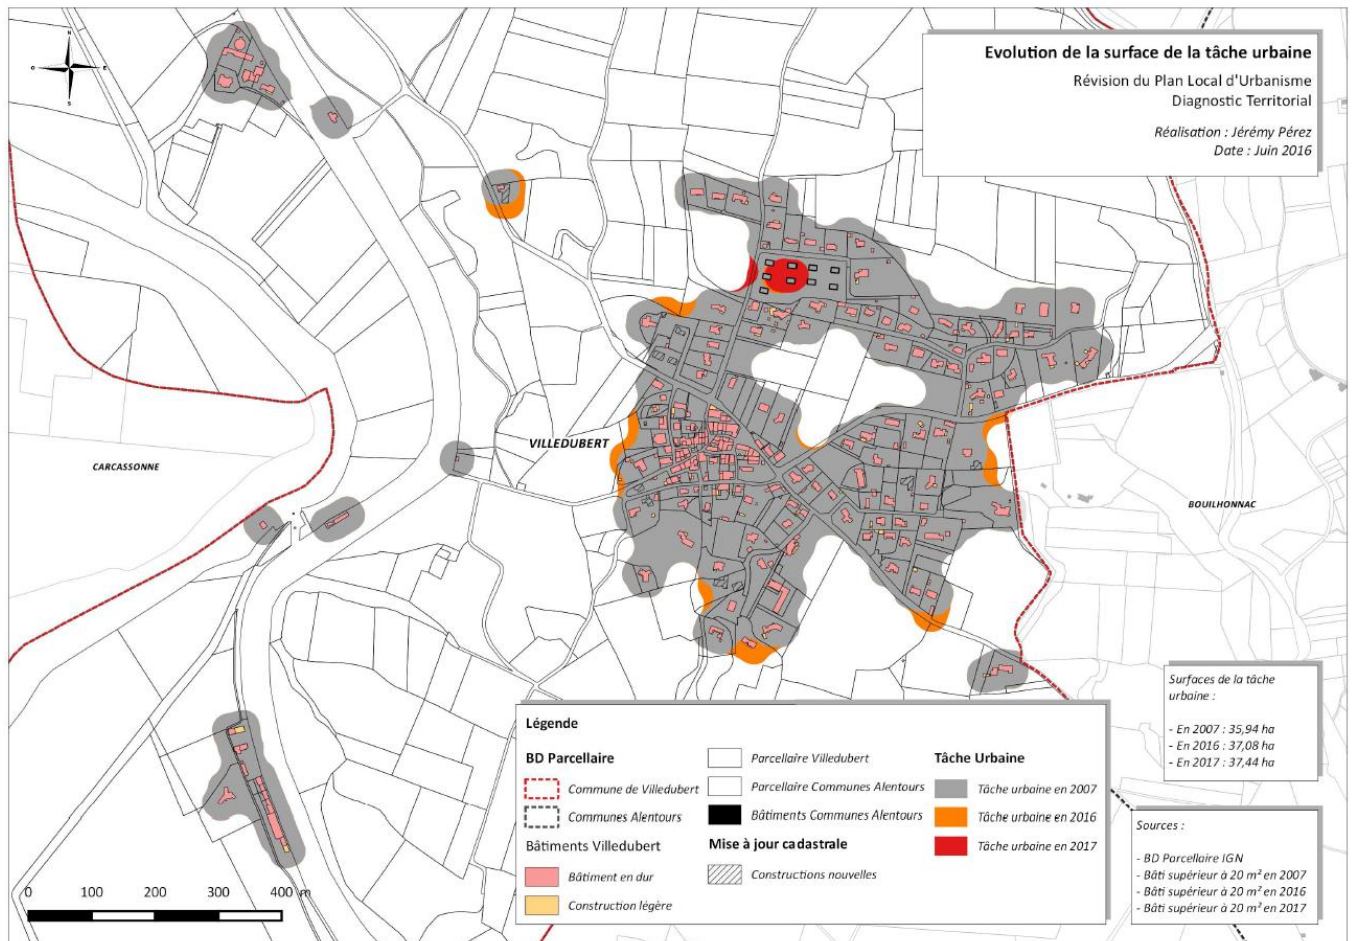 Evolution de la surface de la tâche urbaine
Révision du Plan Local d'Urbanisme
Diagnostic Territorial
Réalisation : Jérémy Pérez
Date : Juin 2016
N
O
E
S
VILLEDUBERT
CARCASSONNE
BOUILHONNAC
Surfaces de la tâche
urbaine :
- En 2007 : 35,94 ha
- En 2016 : 37,08 ha
- En 2017 : 37,44 ha
Légende
BD Parcellaire
Commune de Villedubert
Communes Alentours
Bâtiments Villedubert
Bâtiment en dur
Construction légère
Parcellaire Villedubert
Parcellaire Communes Alentours
Bâtiments Communes Alentours
Mise à jour cadastrale
Constructions nouvelles
Tâche Urbaine
Tâche urbaine en 2007
Tâche urbaine en 2016
Tâche urbaine en 2017
Sources :
- BD Parcellaire IGN
- Bâti supérieur à 20 m² en 2007
- Bâti supérieur à 20 m² en 2016
- Bâti supérieur à 20 m² en 2017
0 100 200 300 400 m